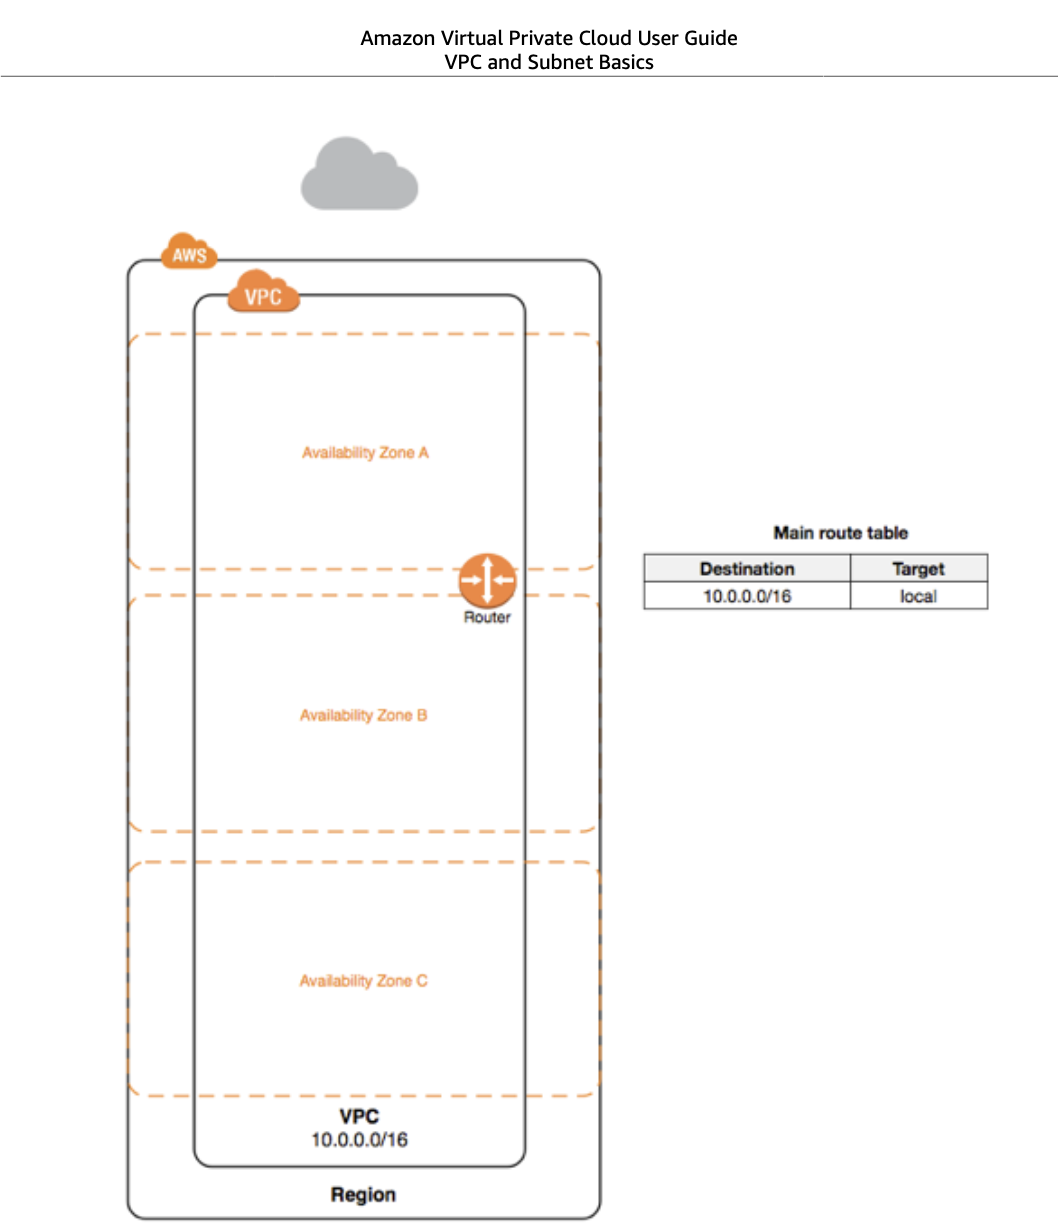 Amazon Virtual Private Cloud User Guide
VPC and Subnet Basics
AWS
VPC
Availability Zone A
Router
Availability Zone B
Availability Zone C
VPC
10.0.0.0/16
Region
Main route table
Destination Target
10.0.0.0/16 local